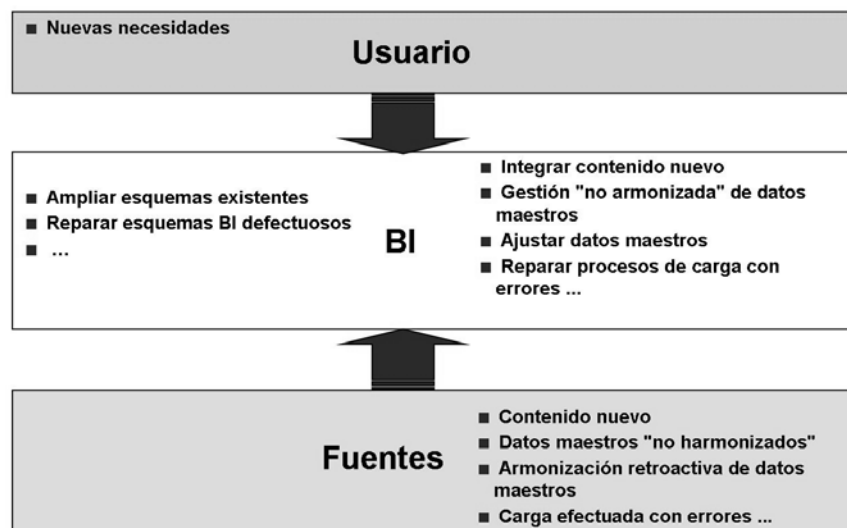 ■ Nuevas necesidades
Usuario
■ Ampliar esquemas existentes
■ Reparar esquemas BI defectuosos
■ ...
BI
■ Integrar contenido nuevo
■ Gestión "no armonizada" de datos
maestros
■ Ajustar datos maestros
■ Reparar procesos de carga con
errores ...
Fuentes
■ Contenido nuevo
■ Datos maestros "no harmonizados"
■ Armonización retroactiva de datos
maestros
■ Carga efectuada con errores ...